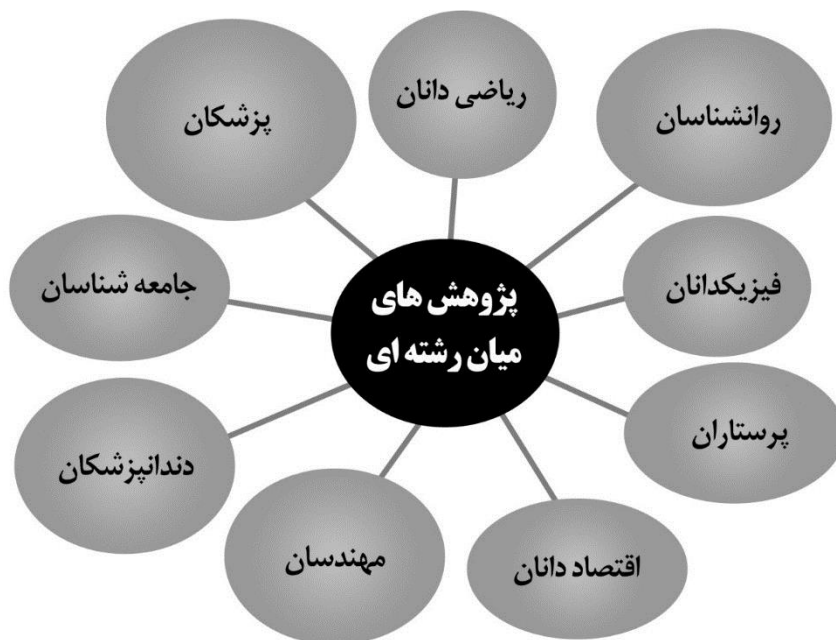 ریاضی دانان
روانشناسان
پزشکان
فیزیکدانان
جامعه شناسان
پژوهش های
میان رشته ای
پرستاران
دندانپزشکان
مهندسان
اقتصاد دانان